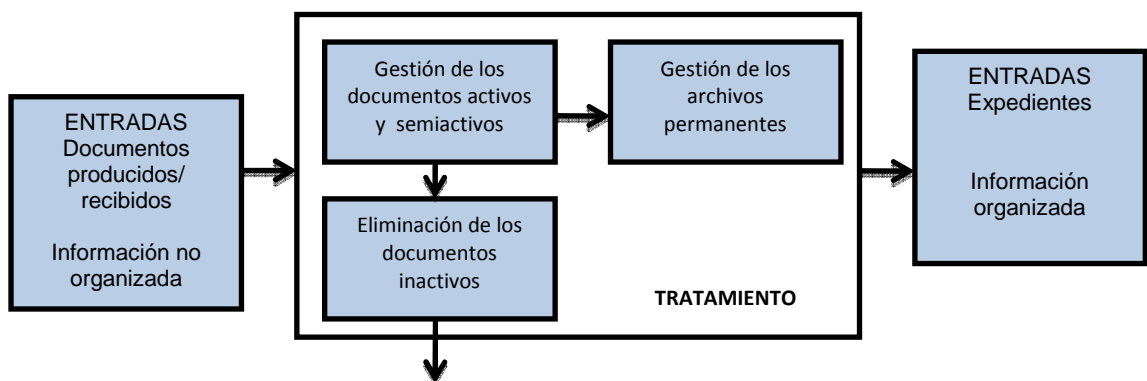 ENTRADAS
Documentos
producidos/
recibidos
Información no
organizada
Gestión de los
documentos activos
y semiactivos
Gestión de los
archivos
permanentes
Eliminación de los
documentos
inactivos
TRATAMIENTO
ENTRADAS
Expedientes
Información
organizada